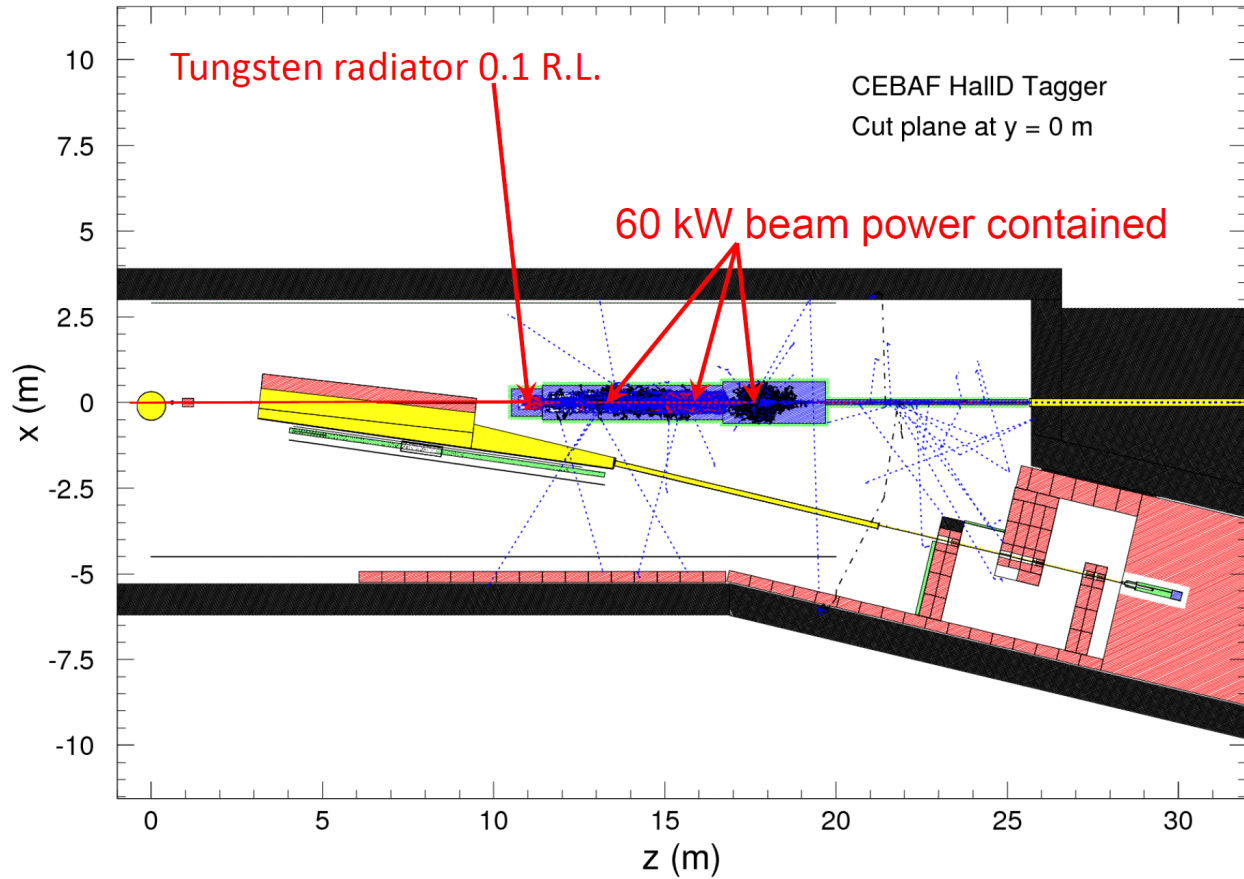 Tungsten radiator 0.1 R.L.
CEBAF HallD Tagger
Cut plane at y = 0 m
60 kW beam power contained
x (m)
10
7.5
5
2.5
0
-2.5
-5
-7.5
-10
0 5 10 15 20 25 30
z (m)